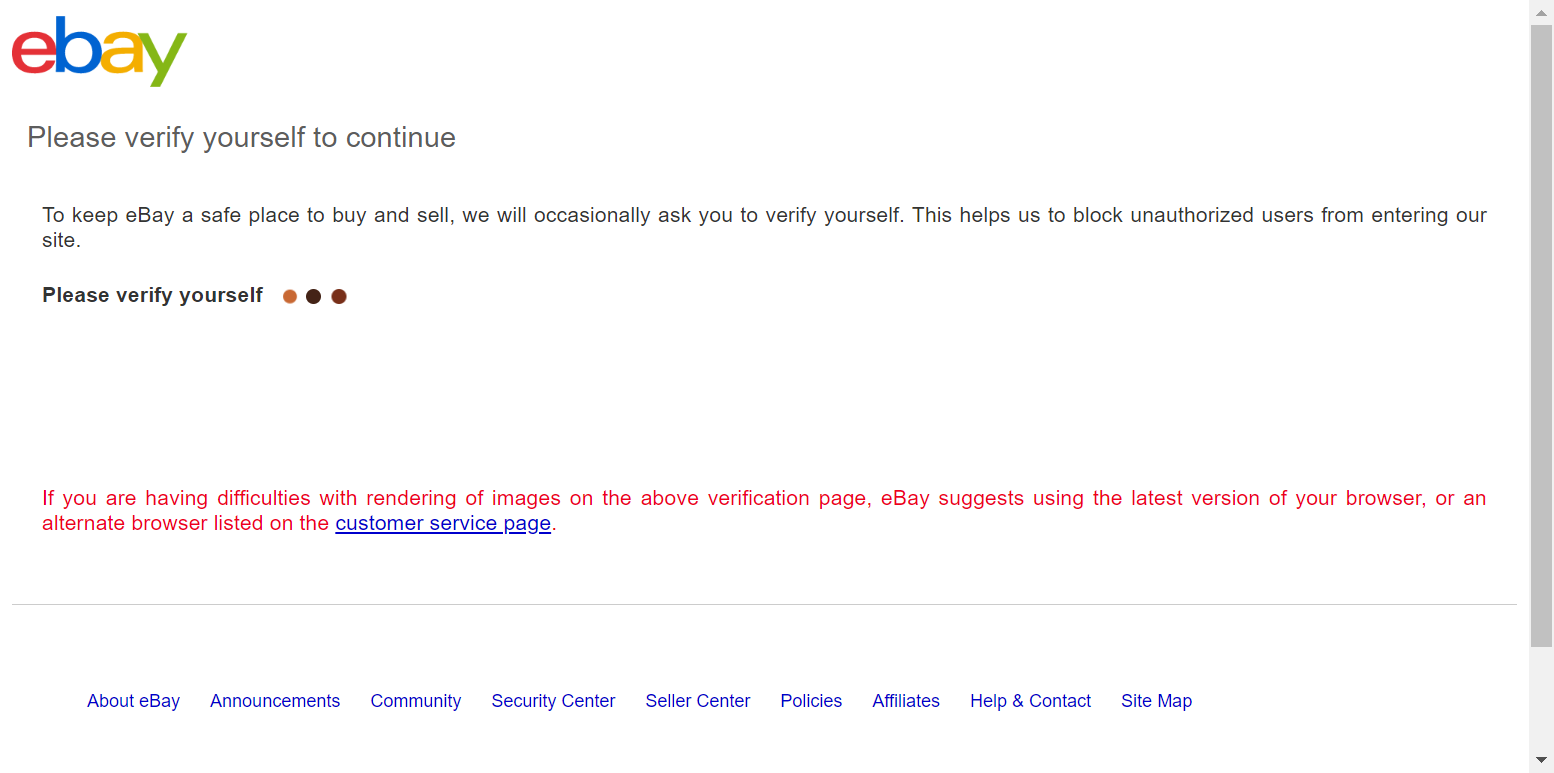 ebay
Please verify yourself to continue
To keep eBay a safe place to buy and sell, we will occasionally ask you to verify yourself. This helps us to block unauthorized users from entering our
site.
Please verify yourself
If you are having difficulties with rendering of images on the above verification page, eBay suggests using the latest version of your browser, or an
alternate browser listed on the customer service page.
About eBay Announcements Community Security Center Seller Center Policies Affiliates Help & Contact Site Map